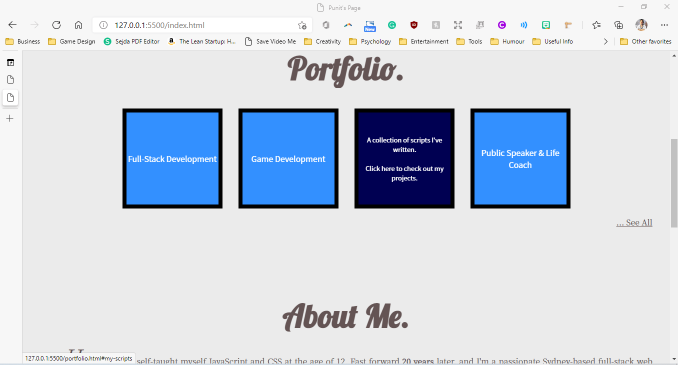 Punit's Page
127.0.0.1:5500/index.html
New
Business
Game Design
Sejda PDF Editor
The Lean Startup: H...
Save Video Me
Creativity
Psychology
Entertainment
Tools
Humour
Useful Info
Other favorites
Portfolio.
Full-Stack Development
Game Development
A collection of scripts I've
written.
Click here to check out my
projects.
Public Speaker & Life
Coach
... See All
About Me.
self-taught myself JavaScript and CSS at the age of 12. Fast forward 20 years later, and I'm a passionate Sydney-based full-stack web
127.0.0.1:5500/portfolio.html#my-scripts